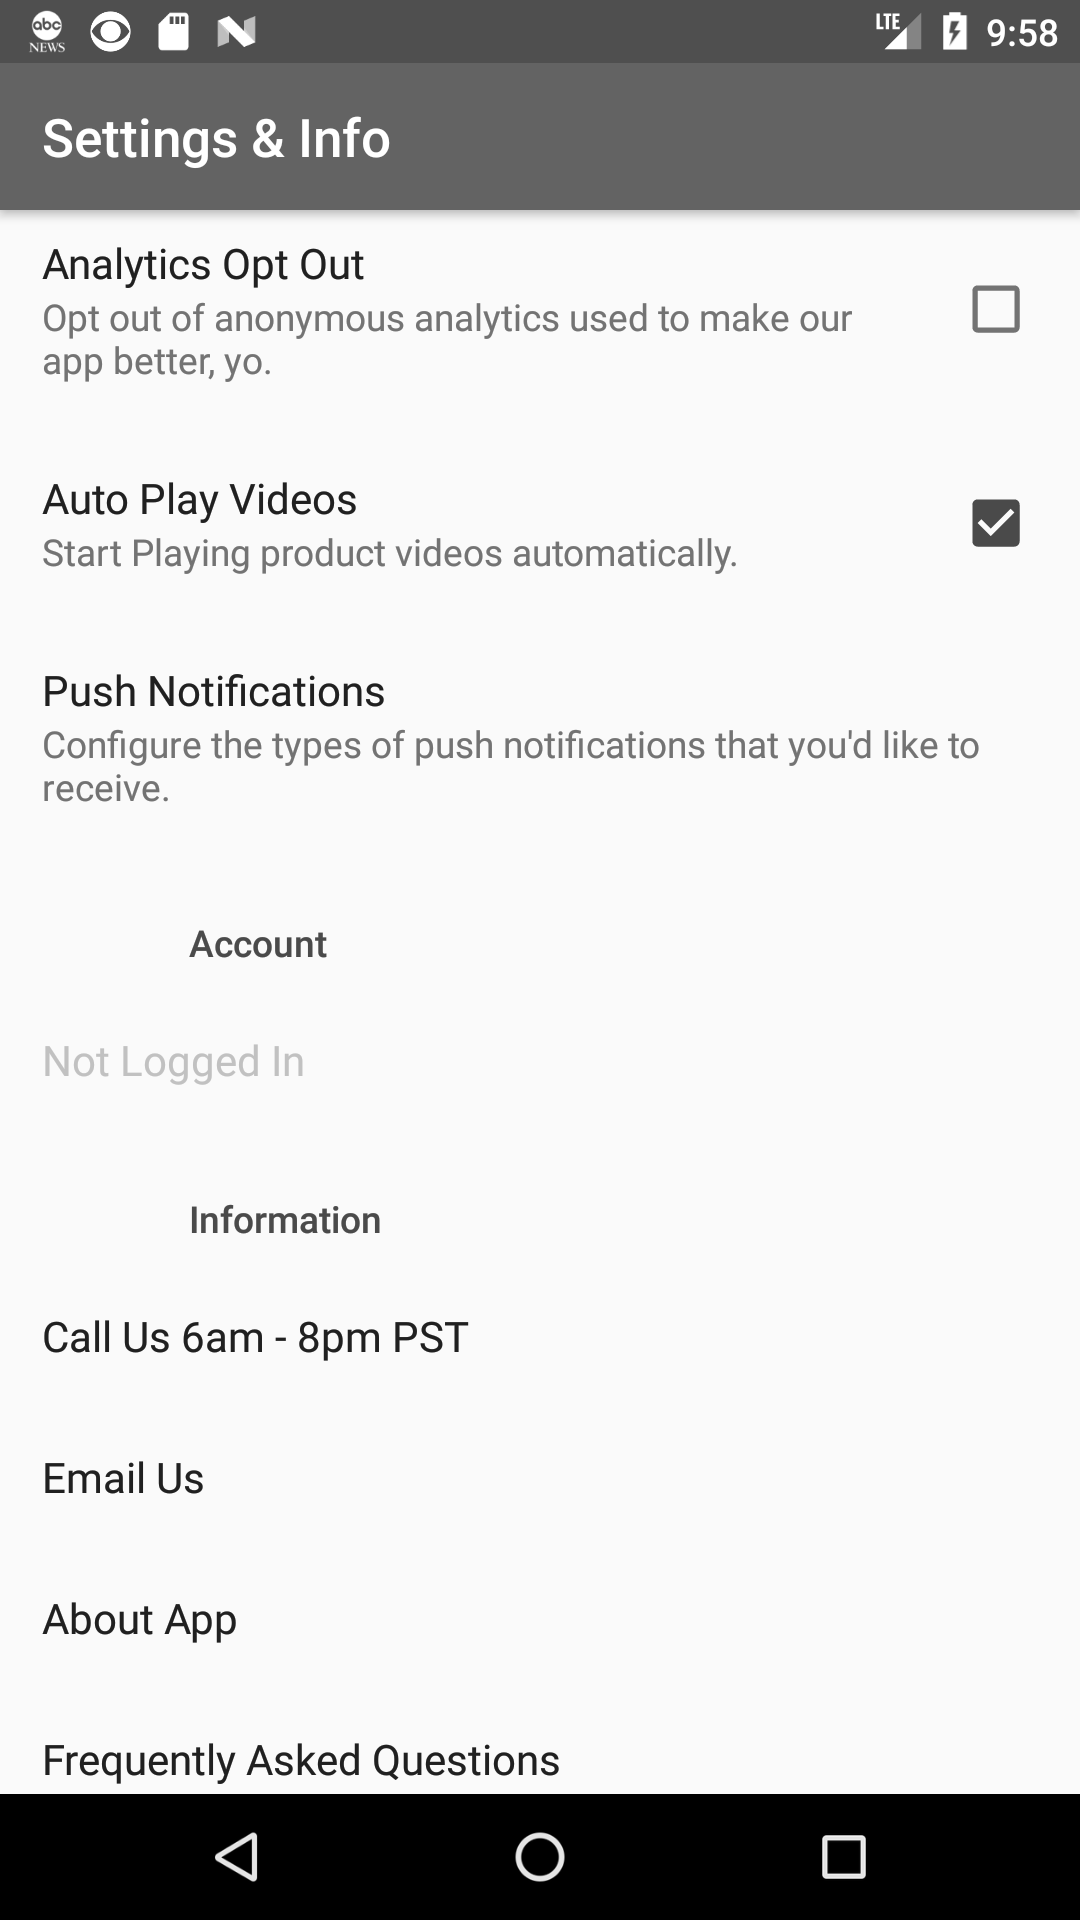 abc
NEWS
LTE
9:58
Settings & Info
Analytics Opt Out
Opt out of anonymous analytics used to make our
app better, yo.
Auto Play Videos
Start Playing product videos automatically.
Push Notifications
Configure the types of push notifications that you'd like to
receive.
Account
Not Logged In
Information
Call Us 6am - 8pm PST
Email Us
About App
Frequently Asked Questions